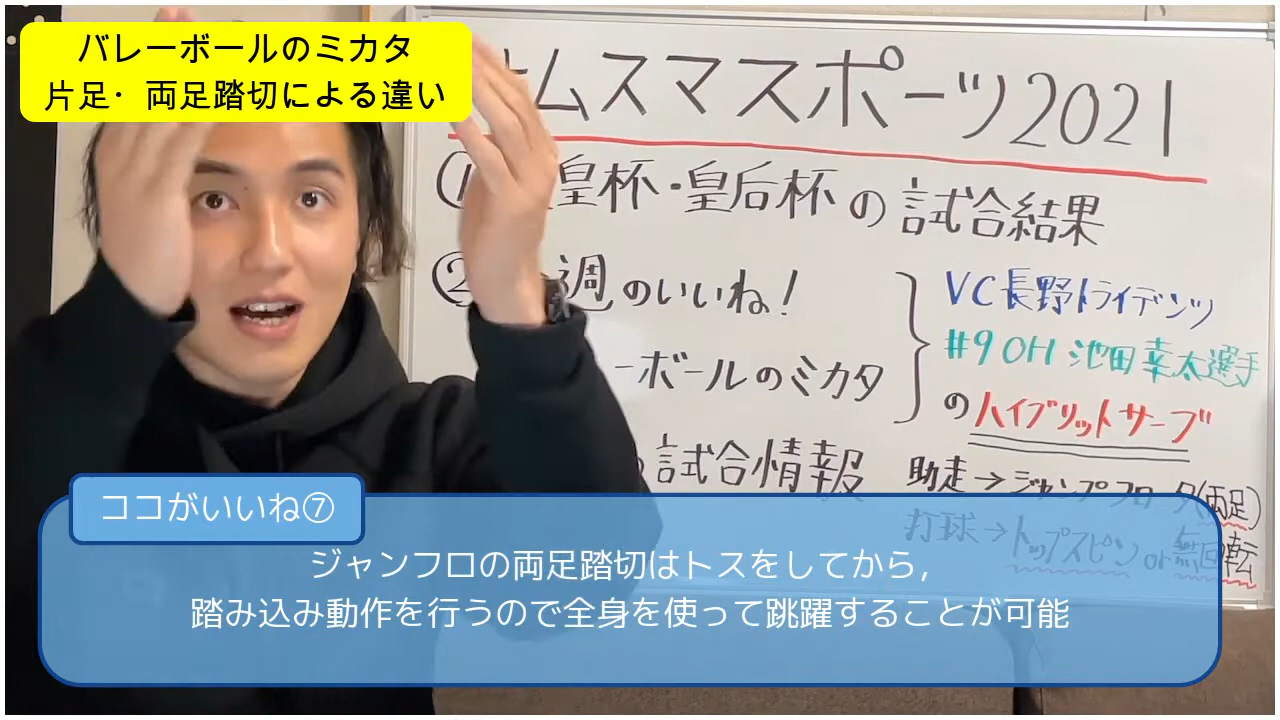 バレーボールのミカタ
片足・両足踏切による違い
ムスマスポーツ2021
皇杯・皇后杯の試合結果
② 週のいいね!
ーボールのミカタ
試合情報
VC長野トライデンツ
#9 OH 池田幸太選手
のハイブリットサーブ
助走→ジャンプフロータ(両足)
打球→トップスピン or 無回転
ココがいいね⑦
ジャンフロの両足踏切はトスをしてから,
踏み込み動作を行うので全身を使って跳躍することが可能